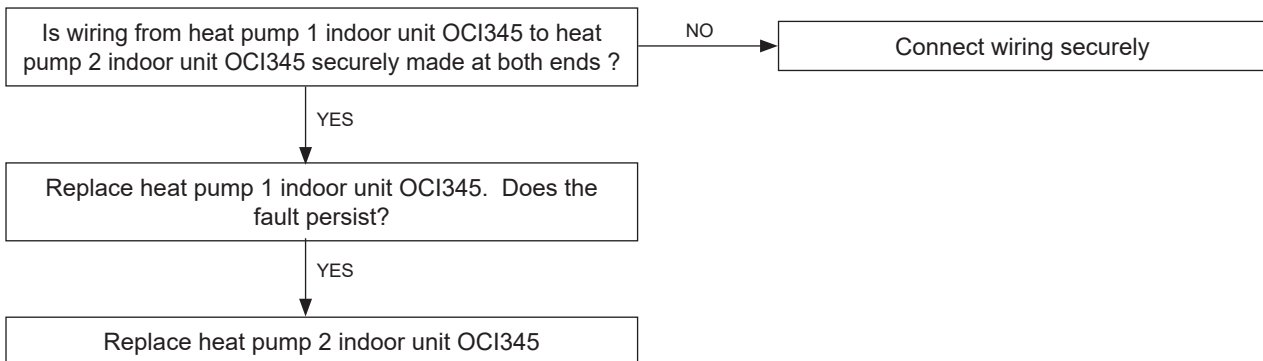 Is wiring from heat pump 1 indoor unit OCI345 to heat
pump 2 indoor unit OCI345 securely made at both ends ?
NO
Connect wiring securely
YES
Replace heat pump 1 indoor unit OCI345.  Does the
fault persist?
YES
Replace heat pump 2 indoor unit OCI345